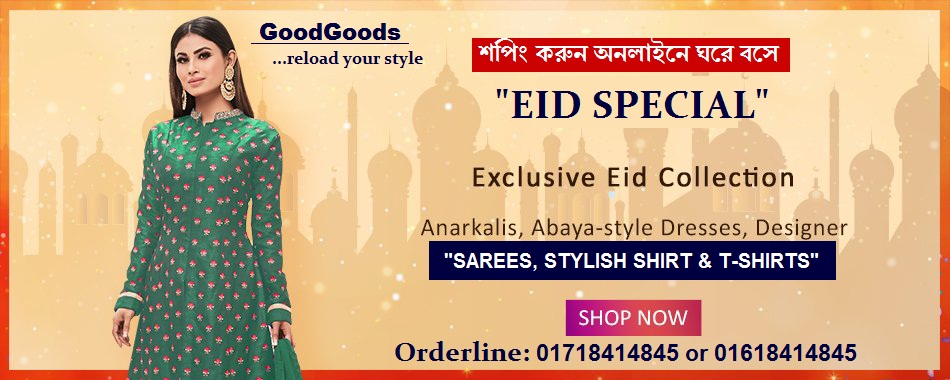 GoodGoods
...reload your style
শপিং করুন অনলাইনে ঘরে বসে
"EID SPECIAL"
Exclusive Eid Collection
Anarkalis, Abaya-style Dresses, Designer
"SAREES, STYLISH SHIRT & T-SHIRTS"
SHOP NOW
Orderline: 01718414845 or 01618414845